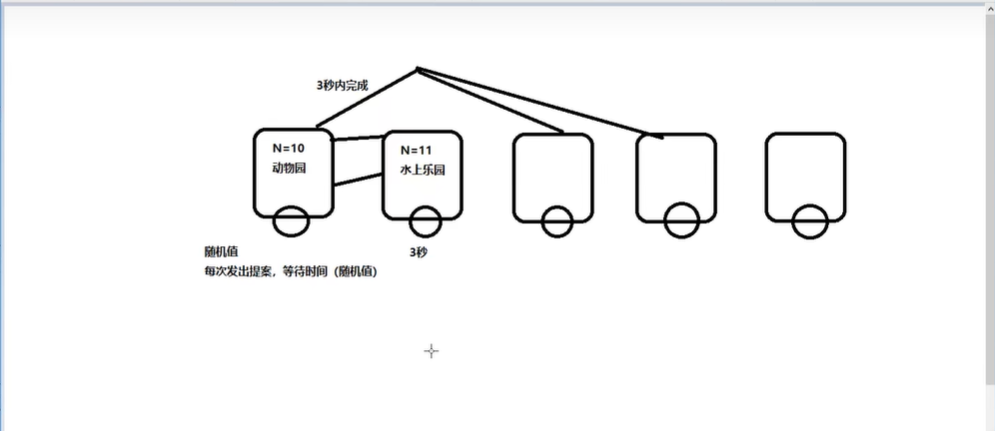 3秒内完成
N=10
动物园
N=11
水上乐园
随机值
3秒
每次发出提案，等待时间（随机值）